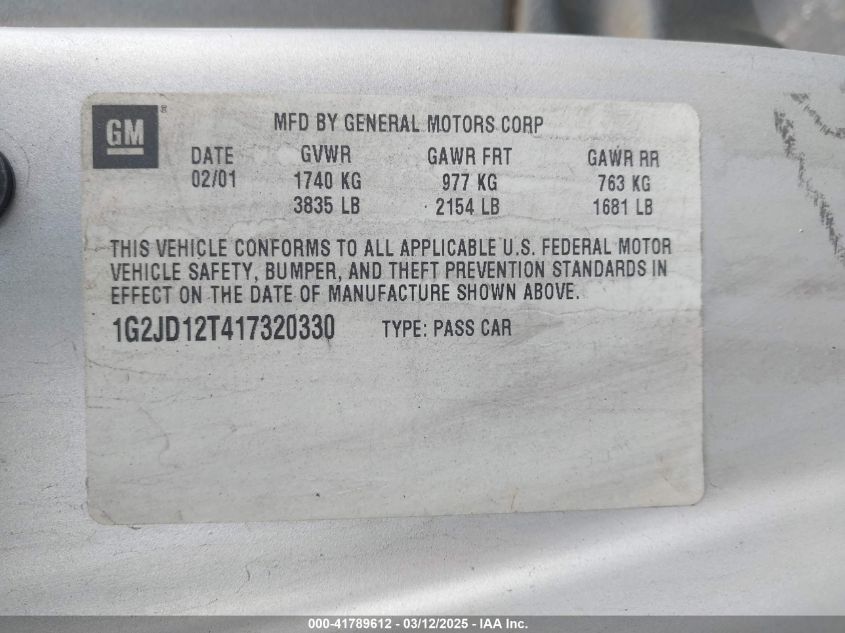 GM
MFD BY GENERAL MOTORS CORP
DATE GVWR GAWR FRT GAWR RR
02/01 1740 KG 977 KG 763 KG
3835 LB 2154 LB 1681 LB
THIS VEHICLE CONFORMS TO ALL APPLICABLE U.S. FEDERAL MOTOR
VEHICLE SAFETY, BUMPER, AND THEFT PREVENTION STANDARDS IN
EFFECT ON THE DATE OF MANUFACTURE SHOWN ABOVE.
1G2JD12T417320330 TYPE: PASS CAR
000-41789612 - 03/12/2025 - IAA Inc.